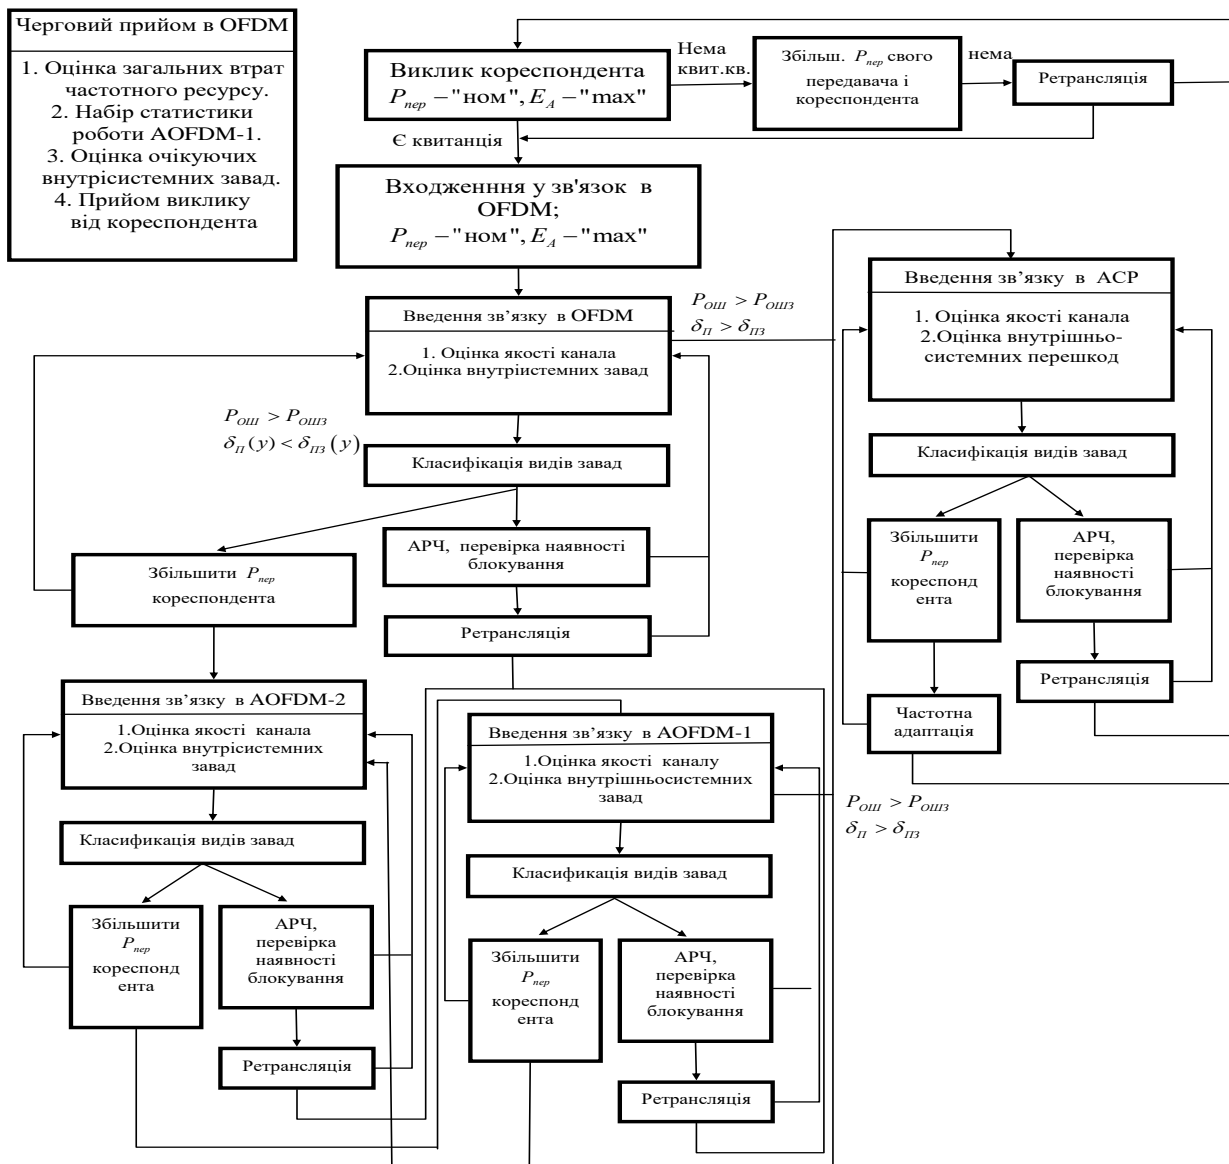 Черговий прийом в OFDM
1. Оцінка загальних втрат
частотного ресурсу.
2. Набір статистики
роботи AOFDM-1.
3. Оцінка очікуючих
внутрісистемних завад.
4. Прийом виклику
від кореспондента
Виклик кореспондента
P_пер – "ном", E_A – "max"
Нема
квит.кв.
Збільш. P_пер свого
передавача і
кореспондента
нема
Ретрансляція
Є квитанція
Входженння у зв'язок в
OFDM;
P_пер – "ном", E_A – "max"
Введення зв’язку в OFDM
1. Оцінка якості канала
2.Оцінка внутріистемних завад
P_ОШ > P_ОШЗ
δ_П > δ_ПЗ
Введення зв’язку в АСР
1. Оцінка якості канала
2.Оцінка внутрішньо-
системних перешкод
P_ОШ > P_ОШЗ
δ_П(y) < δ_ПЗ(y)
Класифікація видів завад
Збільшити P_пер
кореспондента
АРЧ, перевірка наявності
блокування
Ретрансляція
Класифікація видів завад
Збільшити
P_пер
кореспонд
ента
АРЧ,
перевірка
наявності
блокування
Частотна
адаптація
Ретрансляція
Введення зв’язку в AOFDM-2
1.Оцінка якості канала
2.Оцінка внутрісистемних
завад
Класификація видів завад
Збільшити
P_пер
кореспонд
ента
АРЧ,
перевірка
наявності
блокування
Ретрансляція
Введення зв’язку в AOFDM-1
1.Оцінка якості каналу
2.Оцінка внутрішньосистемних
завад
P_ОШ > P_ОШЗ
δ_П > δ_ПЗ
Класификація видів завад
Збільшити
P_пер
кореспонд
ента
АРЧ,
перевірка
наявності
блокування
Ретрансляція